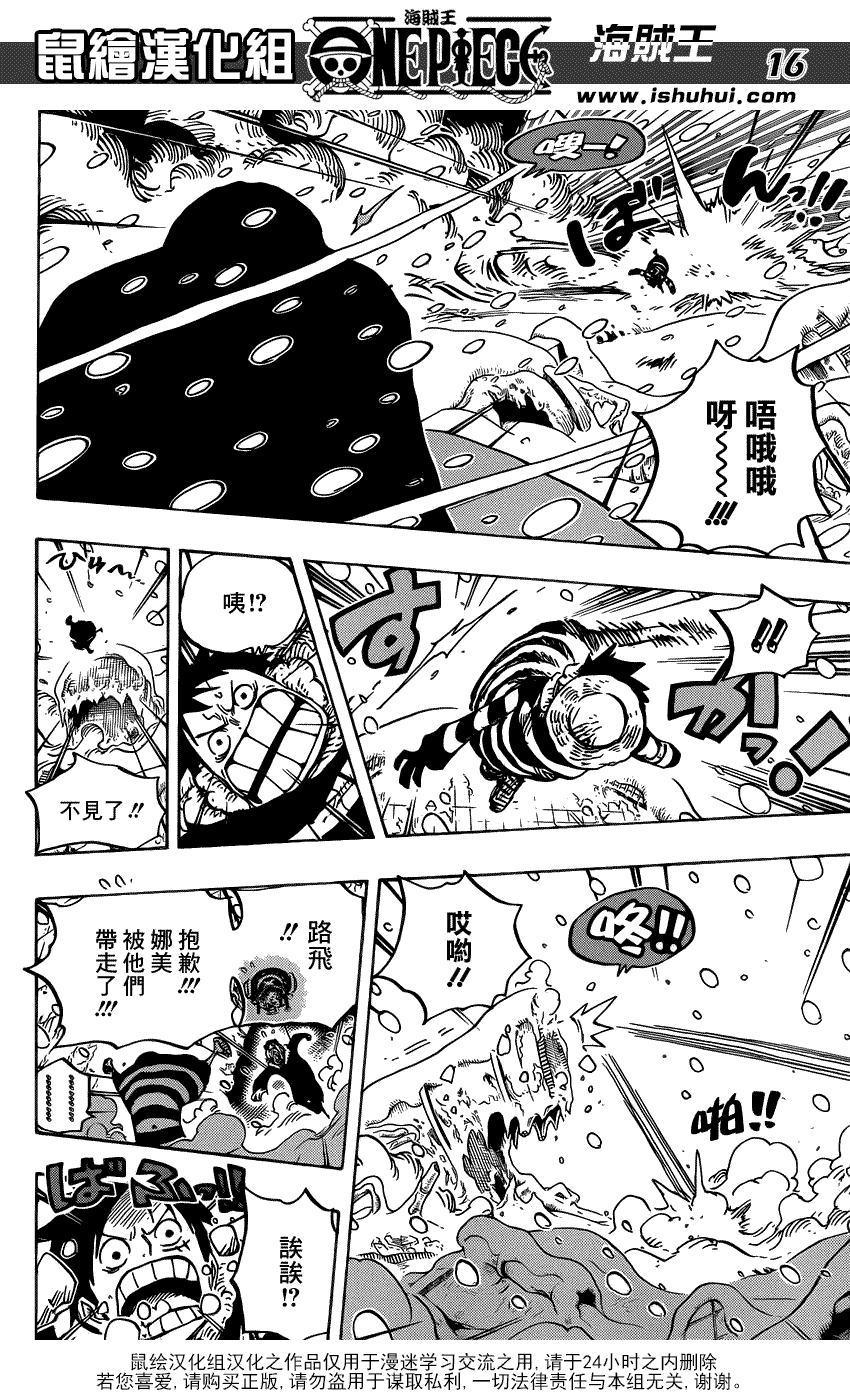 鼠繪漢化組
海賊王
ONE PIECE
海賊王
16
www.ishuhui.com
嗖—!
ぼんっ!!
唔哦哦
呀~~~~!!!
!!
すかっ!
咦!?
びゅ〜
不見了!!
咚!!
哎喲!!
啪!!
路飛!!
抱歉!!!
娜美
被他們
帶走了!!!
ばふっ!!
誒誒!?
鼠绘汉化组汉化之作品仅用于漫迷学习交流之用, 请于24小时之内删除
若您喜爱, 请购买正版, 请勿盗用于谋取私利, 一切法律责任与本组无关, 谢谢。